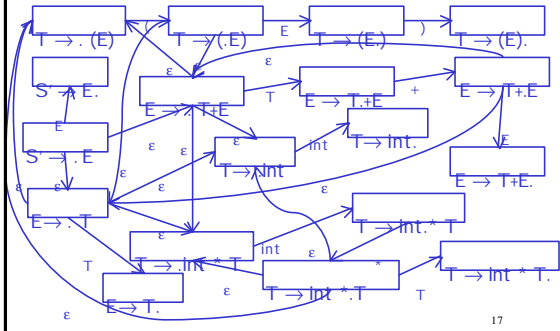 T → . (E)
(
T → (.E)
E
T → (E.)
)
T → (E).
ε
ε
S' → E.
E → . T+E
T
E → T.+E
+
E → T+.E
E
S' → . E
ε
ε
ε
T → .int
int
T → int.
E
E → T+E.
ε
ε
ε
ε
ε
E → . T
ε
T → .int * T
int
T → int.* T
ε
*
T
E → T.
ε
T → int *.T
T
T → int * T.
ε
17